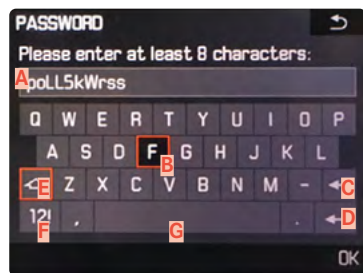 PASSWORD
Please enter at least 8 characters:
A poLL5kWrss
Q W E R T Y U I O P
A S D F G H J K L
B
E Z X C V B N M - C
12! , . D
F G
OK